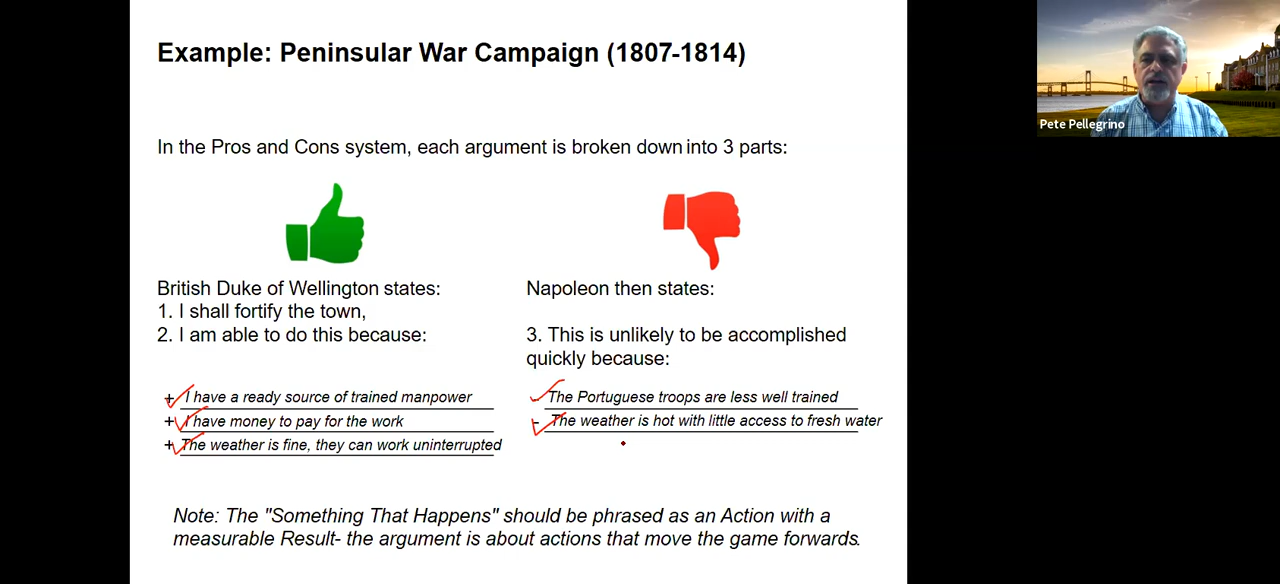 Example: Peninsular War Campaign (1807-1814)
Pete Pellegrino
In the Pros and Cons system, each argument is broken down into 3 parts:
British Duke of Wellington states:
1. I shall fortify the town,
2. I am able to do this because:
+ I have a ready source of trained manpower
+ I have money to pay for the work
+ The weather is fine, they can work uninterrupted
Napoleon then states:
3. This is unlikely to be accomplished
quickly because:
- The Portuguese troops are less well trained
- The weather is hot with little access to fresh water
Note: The "Something That Happens" should be phrased as an Action with a
measurable Result- the argument is about actions that move the game forwards.